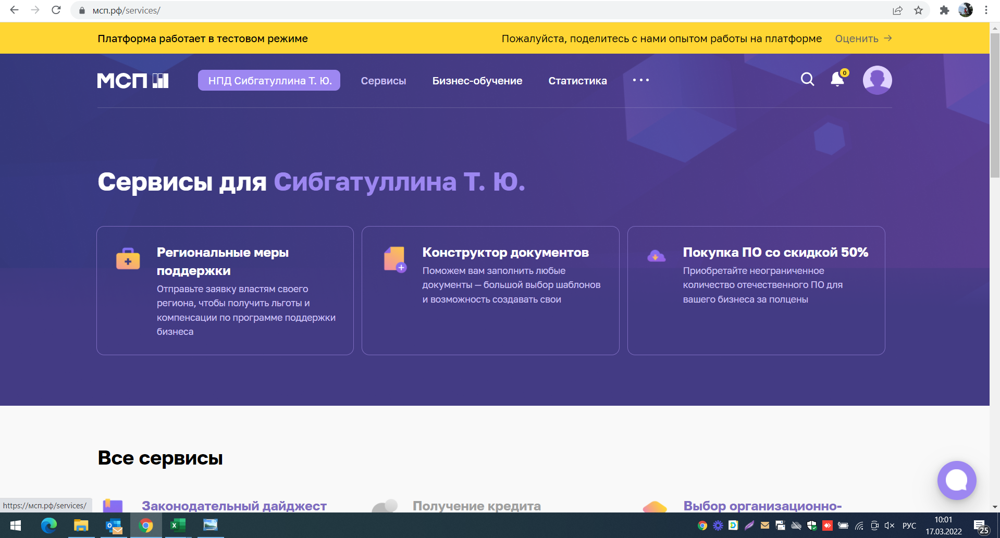 мсп.рф/services/
Платформа работает в тестовом режиме
Пожалуйста, поделитесь с нами опытом работы на платформе
Оценить →
МСП
НПД Сибгатуллина Т. Ю.
Сервисы
Бизнес-обучение
Статистика
0
Сервисы для Сибгатуллина Т. Ю.
Региональные меры
поддержки
Отправьте заявку властям своего
региона, чтобы получить льготы и
компенсации по программе поддержки
бизнеса
Конструктор документов
Поможем вам заполнить любые
документы — большой выбор шаблонов
и возможность создавать свои
Покупка ПО со скидкой 50%
Приобретайте неограниченное
количество отечественного ПО для
вашего бизнеса за полцены
Все сервисы
Законодательный дайджест
Получение кредита
Выбор организационно-
https://мсп.рф/services/
РУС
10:01
17.03.2022
25